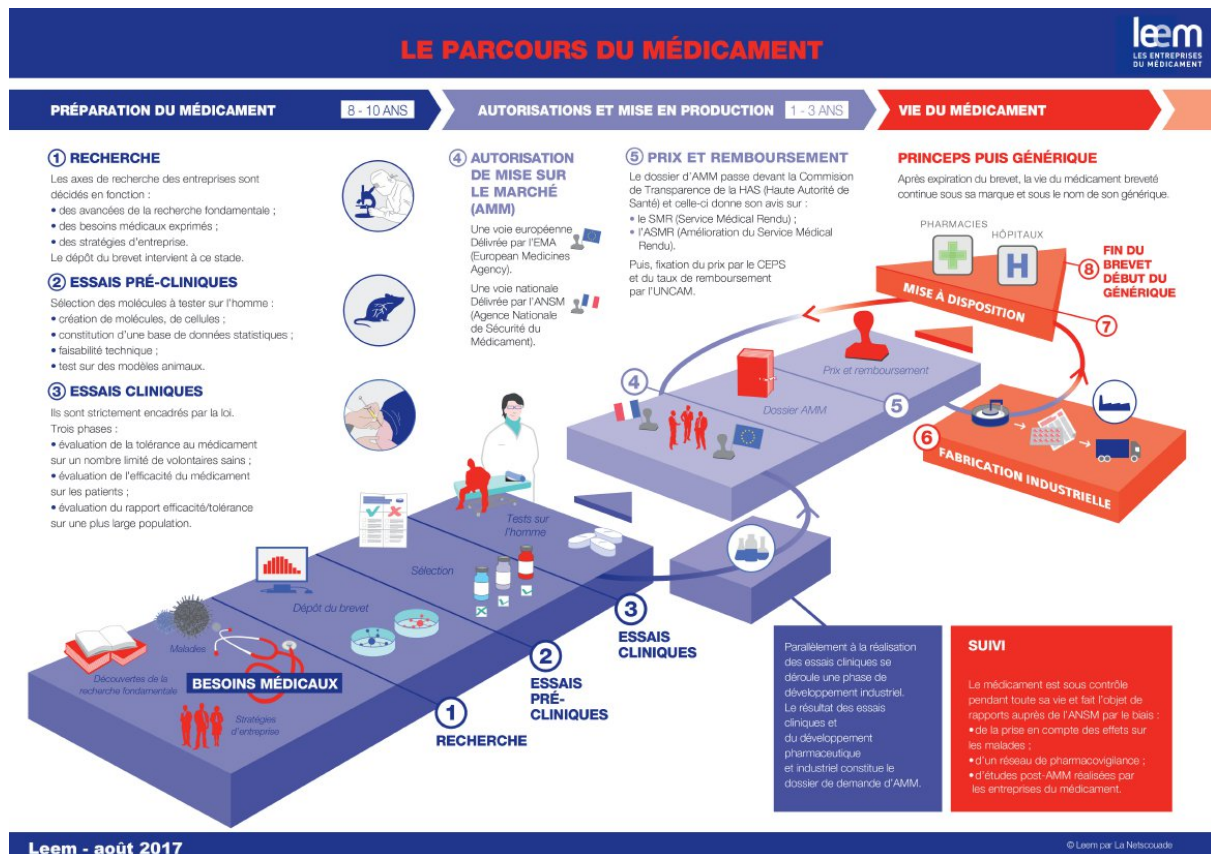 LE PARCOURS DU MÉDICAMENT
leem
LES ENTREPRISES
DU MÉDICAMENT
PRÉPARATION DU MÉDICAMENT
8 - 10 ANS
AUTORISATIONS ET MISE EN PRODUCTION
1 - 3 ANS
VIE DU MÉDICAMENT
1 RECHERCHE
Les axes de recherche des entreprises sont
décidés en fonction :
• des avancées de la recherche fondamentale ;
• des besoins médicaux exprimés ;
• des stratégies d'entreprise.
Le dépôt du brevet intervient à ce stade.
2 ESSAIS PRÉ-CLINIQUES
Sélection des molécules à tester sur l'homme :
• création de molécules, de cellules ;
• constitution d'une base de données statistiques ;
• faisabilité technique ;
• test sur des modèles animaux.
3 ESSAIS CLINIQUES
Ils sont strictement encadrés par la loi.
Trois phases :
• évaluation de la tolérance au médicament
sur un nombre limité de volontaires sains ;
• évaluation de l'efficacité du médicament
sur les patients ;
• évaluation du rapport efficacité/tolérance
sur une plus large population.
4 AUTORISATION
DE MISE SUR
LE MARCHÉ
(AMM)
Une voie européenne
Délivrée par l'EMA
(European Medicines
Agency).
Une voie nationale
Délivrée par l'ANSM
(Agence Nationale
de Sécurité du
Médicament).
5 PRIX ET REMBOURSEMENT
Le dossier d'AMM passe devant la Commision
de Transparence de la HAS (Haute Autorité de
Santé) et celle-ci donne son avis sur :
• le SMR (Service Médical Rendu) ;
• l'ASMR (Amélioration du Service Médical
Rendu).
Puis, fixation du prix par le CEPS
et du taux de remboursement
par l'UNCAM.
PRINCEPS PUIS GÉNÉRIQUE
Après expiration du brevet, la vie du médicament breveté
continue sous sa marque et sous le nom de son générique.
PHARMACIES
HÔPITAUX
H
8 FIN DU
BREVET
DÉBUT DU
GÉNÉRIQUE
MISE À DISPOSITION
7
4
Prix et remboursement
Dossier AMM
5
6
FABRICATION INDUSTRIELLE
Tests sur
l'homme
Sélection
Dépôt du brevet
Maladies
Découvertes de la
recherche fondamentale
BESOINS MÉDICAUX
Stratégies
d'entreprise
3
ESSAIS
CLINIQUES
2
ESSAIS
PRÉ-
CLINIQUES
1
RECHERCHE
Parallèlement à la réalisation
des essais cliniques se
déroule une phase de
développement industriel.
Le résultat des essais
cliniques et
du développement
pharmaceutique
et industriel constitue le
dossier de demande d'AMM.
SUIVI
Le médicament est sous contrôle
pendant toute sa vie et fait l'objet de
rapports auprès de l'ANSM par le biais :
• de la prise en compte des effets sur
les malades ;
• d'un réseau de pharmacovigilance ;
• d'études post-AMM réalisées par
les entreprises du médicament.
Leem - août 2017
© Leem par La Netscouade